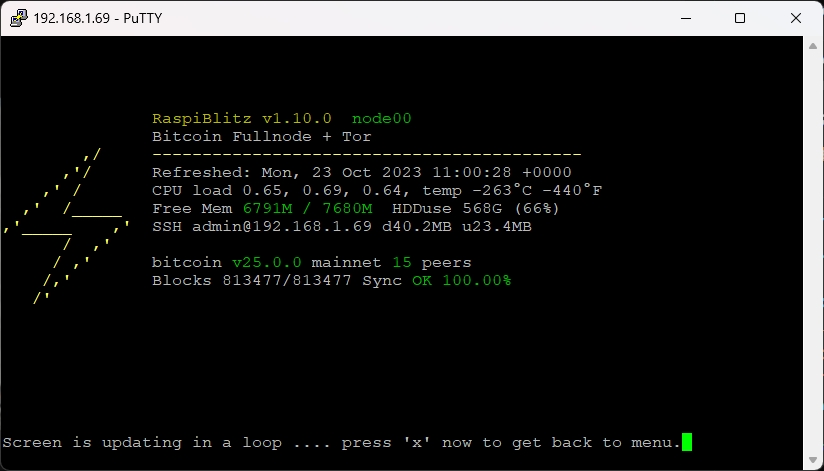 192.168.1.69 - PuTTY
RaspiBlitz v1.10.0 node00
Bitcoin Fullnode + Tor
-------------------------------------------
Refreshed: Mon, 23 Oct 2023 11:00:28 +0000
CPU load 0.65, 0.69, 0.64, temp -263°C -440°F
Free Mem 6791M / 7680M HDDuse 568G (66%)
SSH admin@192.168.1.69 d40.2MB u23.4MB
bitcoin v25.0.0 mainnet 15 peers
Blocks 813477/813477 Sync OK 100.00%
Screen is updating in a loop .... press 'x' now to get back to menu.